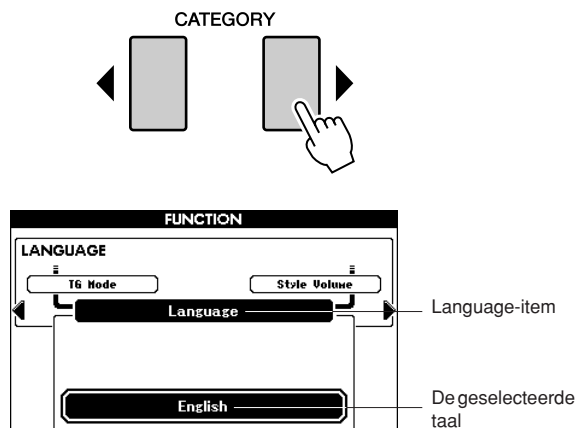 CATEGORY
FUNCTION
LANGUAGE
TG Mode
Style Volume
Language
Language-item
English
De geselecteerde
taal